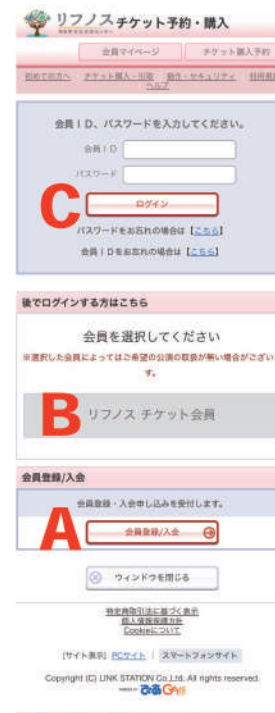 リフノス チケット予約・購入
会員マイページ
チケット購入予約
初めての方へ チケット購入・引取 動作・セキュリティ
ヘルプ
会員ID、パスワードを入力してください。
会員ID
パスワード
C
ログイン
パスワードをお忘れの場合は【こちら】
会員IDをお忘れの場合は【こちら】
後でログインする方はこちら
会員を選択してください
※選択した会員によってはご希望の公演の取扱が無い場合がござい
す。
B
リフノス チケット会員
会員登録/入会
会員登録・入会申し込みを受付します。
A
会員登録/入会
ウィンドウを閉じる
特定商取引法に基づく表示
個人情報保護方針
Cookieについて
[サイト表示] PCサイト | スマートフォンサイト
Copyright (C) LINK STATION Co.,Ltd. All rights reserved.